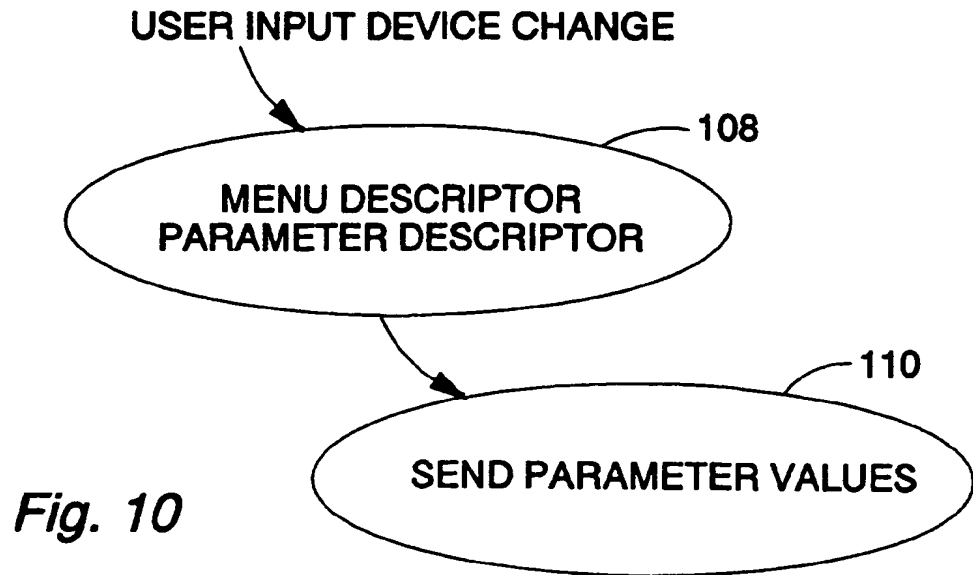 USER INPUT DEVICE CHANGE
108
MENU DESCRIPTOR
PARAMETER DESCRIPTOR
110
SEND PARAMETER VALUES
Fig. 10